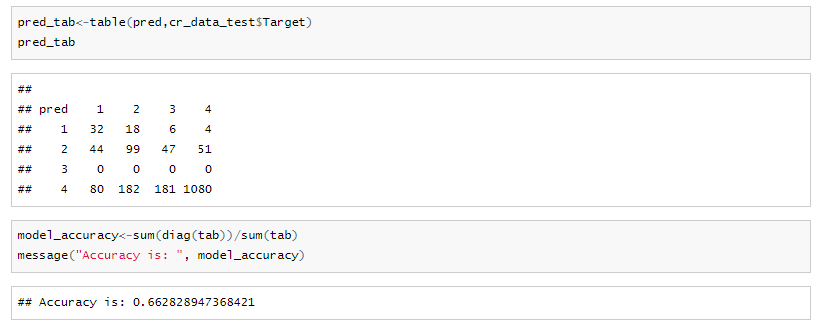 pred_tab<-table(pred,cr_data_test$Target)
pred_tab
##
## pred    1    2    3    4
##    1   32   18    6    4
##    2   44   99   47   51
##    3    0    0    0    0
##    4   80  182  181 1080
model_accuracy<-sum(diag(tab))/sum(tab)
message("Accuracy is: ", model_accuracy)
## Accuracy is: 0.662828947368421